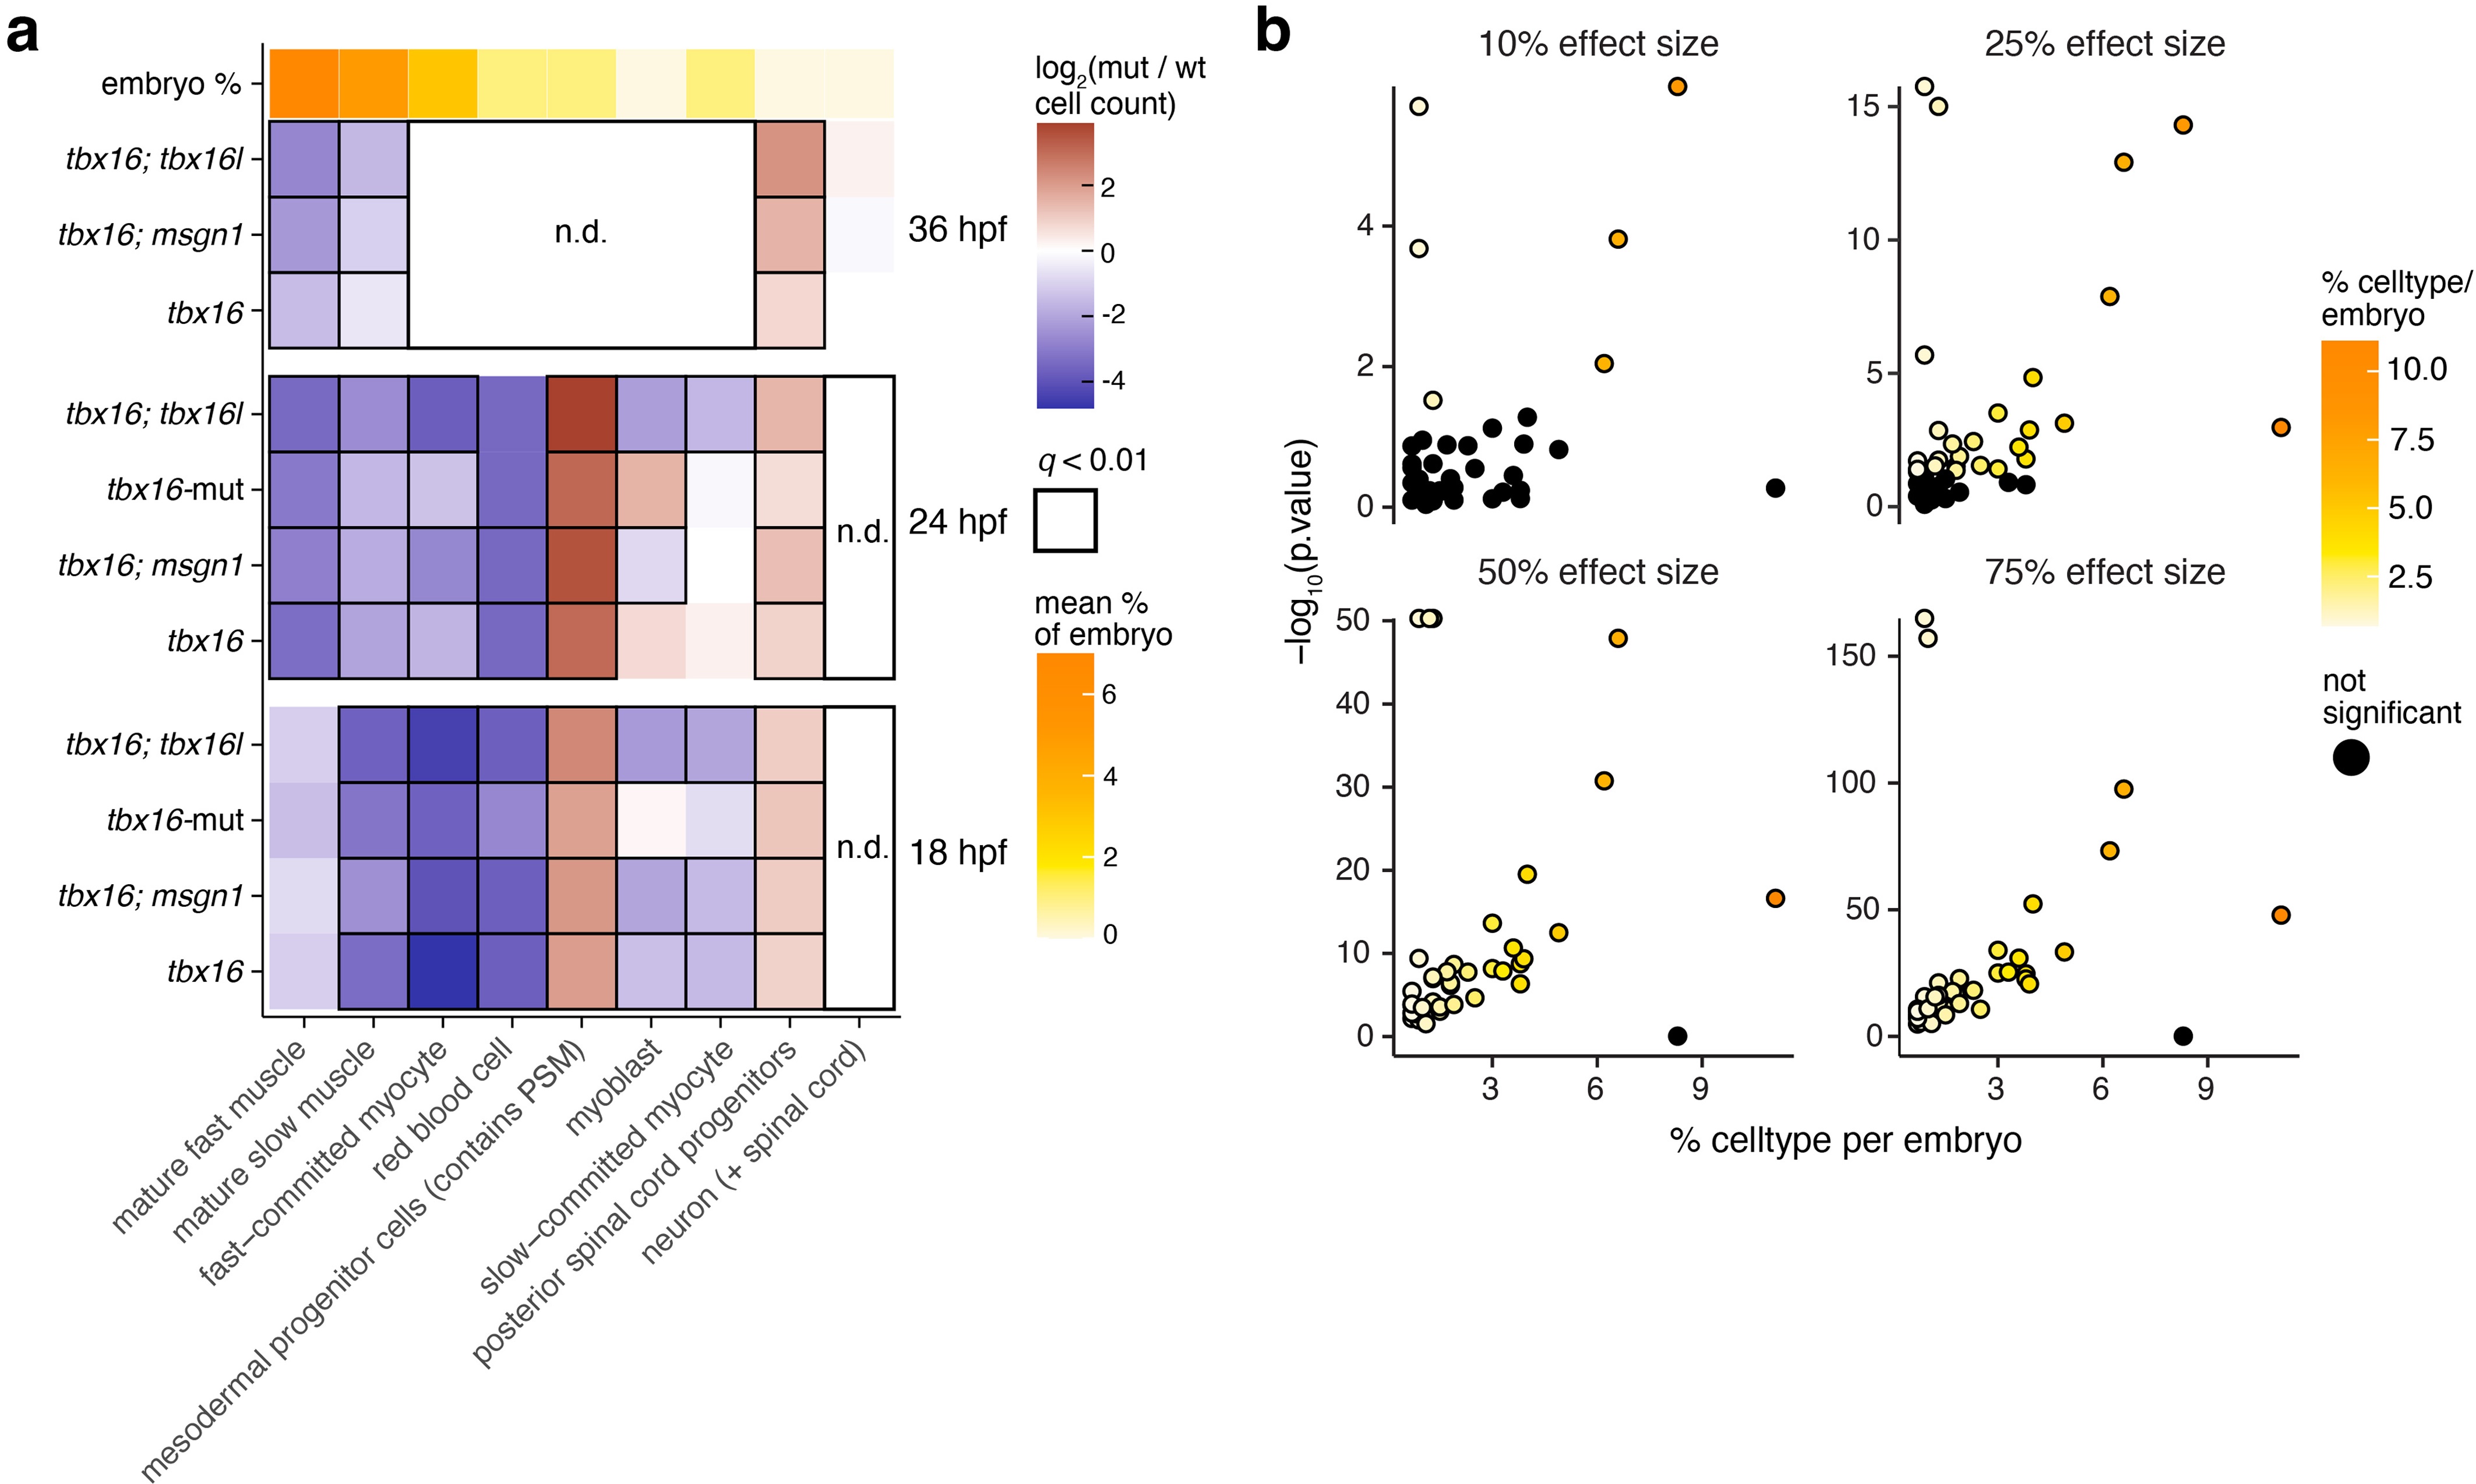 a
embryo %
tbx16; tbx16l
tbx16; msgn1
tbx16
n.d.
36 hpf
tbx16; tbx16l
tbx16-mut
tbx16; msgn1
tbx16
n.d.
24 hpf
tbx16; tbx16l
tbx16-mut
tbx16; msgn1
tbx16
n.d.
18 hpf
mature fast muscle
mature slow muscle
fast–committed myocyte
red blood cell
mesodermal progenitor cells (contains PSM)
myoblast
slow–committed myocyte
posterior spinal cord progenitors
neuron (+ spinal cord)
log2(mut / wt
cell count)
2
0
-2
-4
q < 0.01
mean %
of embryo
6
4
2
0
b
10% effect size
4
2
0
25% effect size
15
10
5
0
50% effect size
50
40
30
20
10
0
3
6
9
75% effect size
150
100
50
0
3
6
9
–log10(p.value)
% celltype per embryo
% celltype/
embryo
10.0
7.5
5.0
2.5
not
significant